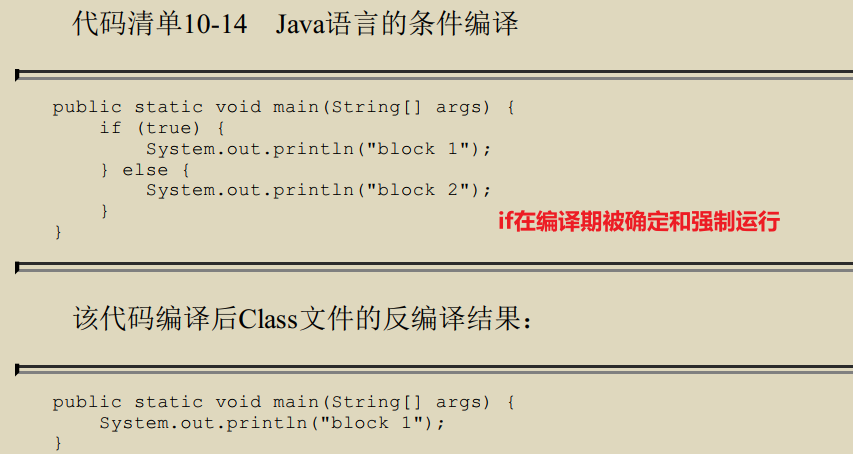 代码清单10-14 Java语言的条件编译
public static void main(String[] args) {
    if (true) {
        System.out.println("block 1");
    } else {
        System.out.println("block 2");
    }
if在编译期被确定和强制运行
}
该代码编译后Class文件的反编译结果：
public static void main(String[] args) {
    System.out.println("block 1");
}